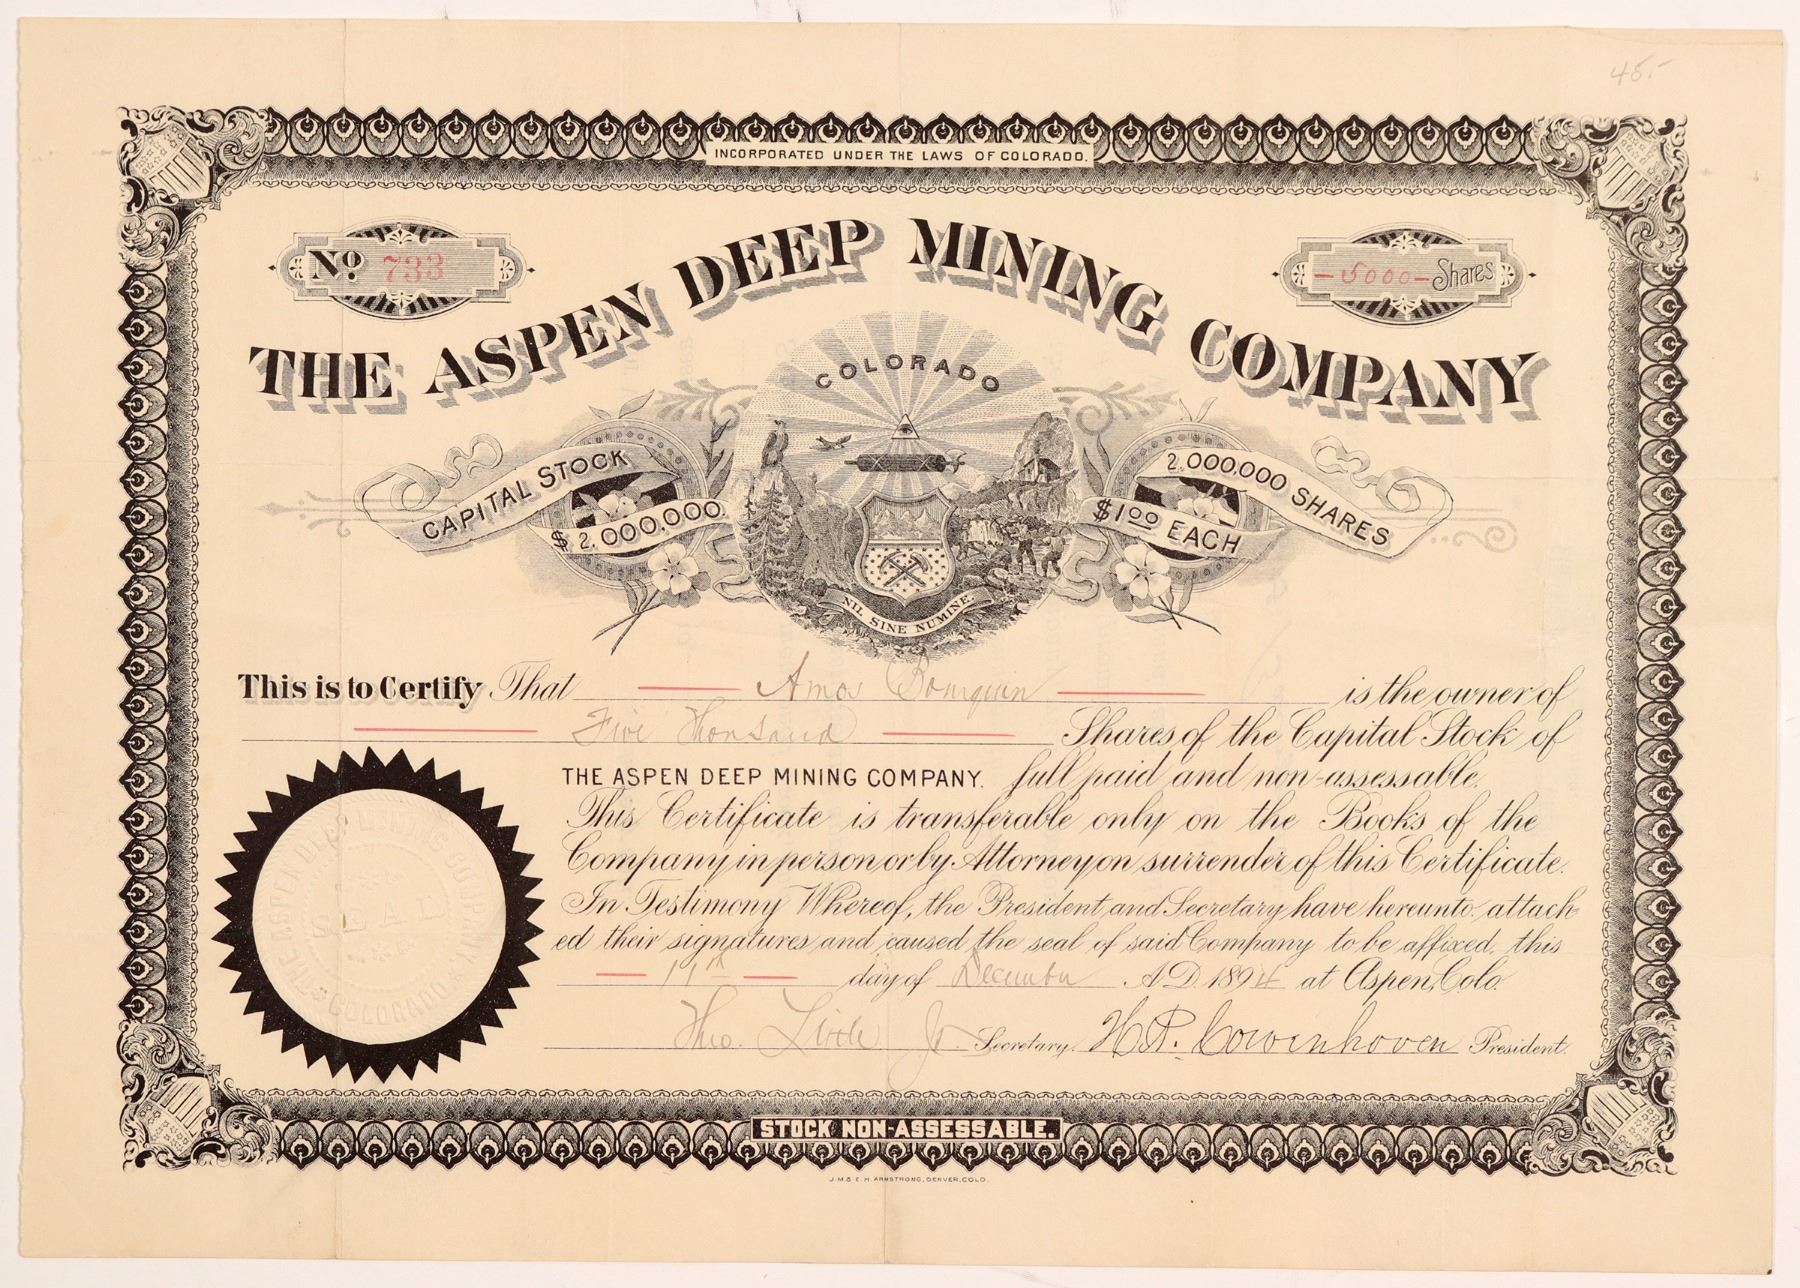 45.-
INCORPORATED UNDER THE LAWS OF COLORADO.
No. 733
-5000- Shares
THE ASPEN DEEP MINING COMPANY
COLORADO
CAPITAL STOCK
$2,000,000.
2,000,000 SHARES
$1.00 EACH
NIL SINE NUMINE.
This is to Certify That Amos Bourquin is the owner of
Five Thousand Shares of the Capital Stock of
THE ASPEN DEEP MINING COMPANY. full paid and non-assessable.
This Certificate is transferable only on the Books of the
Company in person or by Attorney on surrender of this Certificate.
In Testimony Whereof, the President and Secretary have hereunto attach
ed their signatures and caused the seal of said Company to be affixed, this
11th day of December A.D. 1894 at Aspen, Colo.
Theo. Little Jr. Secretary. H.P. Cowenhoven President.
THE ASPEN DEEP MINING COMPANY
SEAL
COLORADO
STOCK NON-ASSESSABLE.
J.M. & E.H. ARMSTRONG, DENVER, COLO.